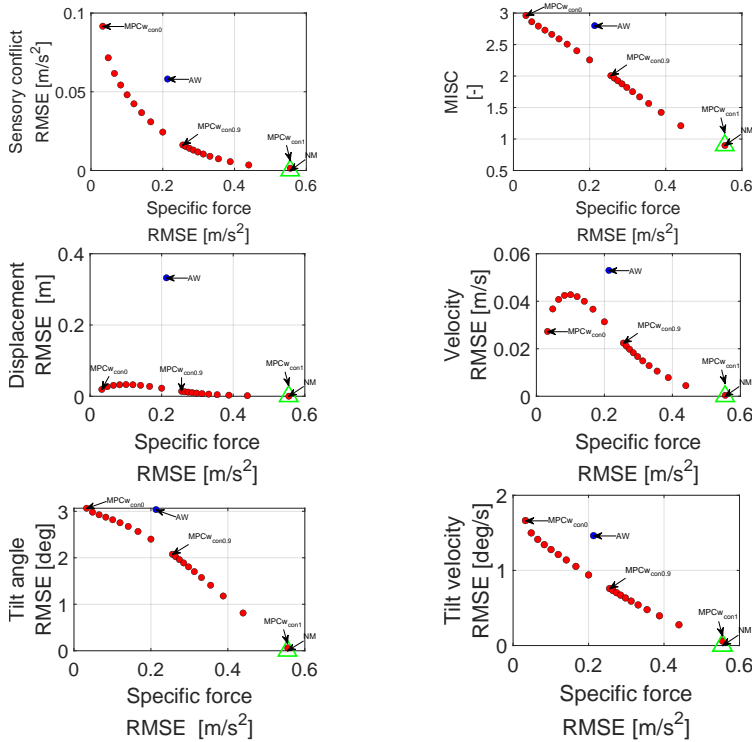 0.1
0.05
0
Sensory conflict
RMSE [m/s²]
MPCw_con0
AW
MPCw_con0.9
MPCw_con1
NM
0 0.2 0.4 0.6
Specific force
RMSE [m/s²]
3
2.5
2
1.5
1
0.5
MISC
[-]
MPCw_con0
AW
MPCw_con0.9
MPCw_con1
NM
0 0.2 0.4 0.6
Specific force
RMSE [m/s²]
0.4
0.2
0
Displacement
RMSE [m]
AW
MPCw_con0
MPCw_con0.9
MPCw_con1
NM
0 0.2 0.4 0.6
Specific force
RMSE [m/s²]
0.06
0.04
0.02
0
Velocity
RMSE [m/s]
AW
MPCw_con0
MPCw_con0.9
MPCw_con1
NM
0 0.2 0.4 0.6
Specific force
RMSE [m/s²]
3
2
1
0
Tilt angle
RMSE [deg]
MPCw_con0
AW
MPCw_con0.9
MPCw_con1
NM
0 0.2 0.4 0.6
Specific force
RMSE [m/s²]
2
1.5
1
0.5
0
Tilt velocity
RMSE [deg/s]
MPCw_con0
AW
MPCw_con0.9
MPCw_con1
NM
0 0.2 0.4 0.6
Specific force
RMSE [m/s²]